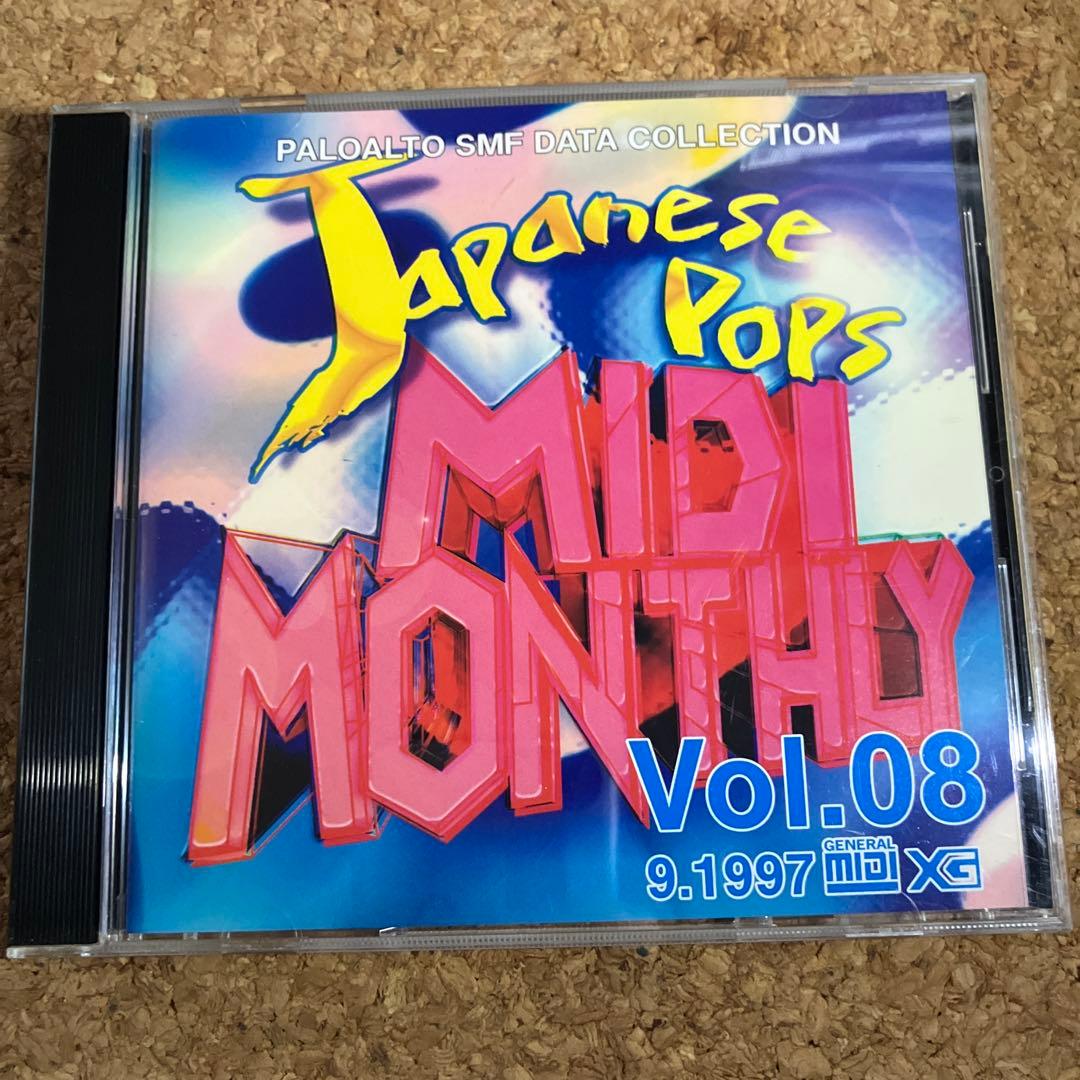 PALOALTO SMF DATA COLLECTION
Japanese
Pops
MIDI
MONTHLY
Vol.08
9.1997 GENERAL MIDI XG